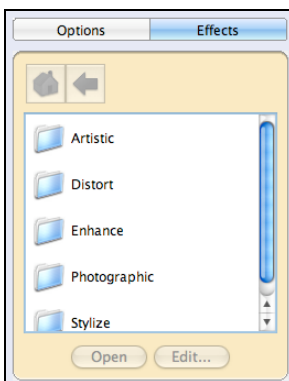 Options Effects
Artistic
Distort
Enhance
Photographic
Stylize
Open Edit...